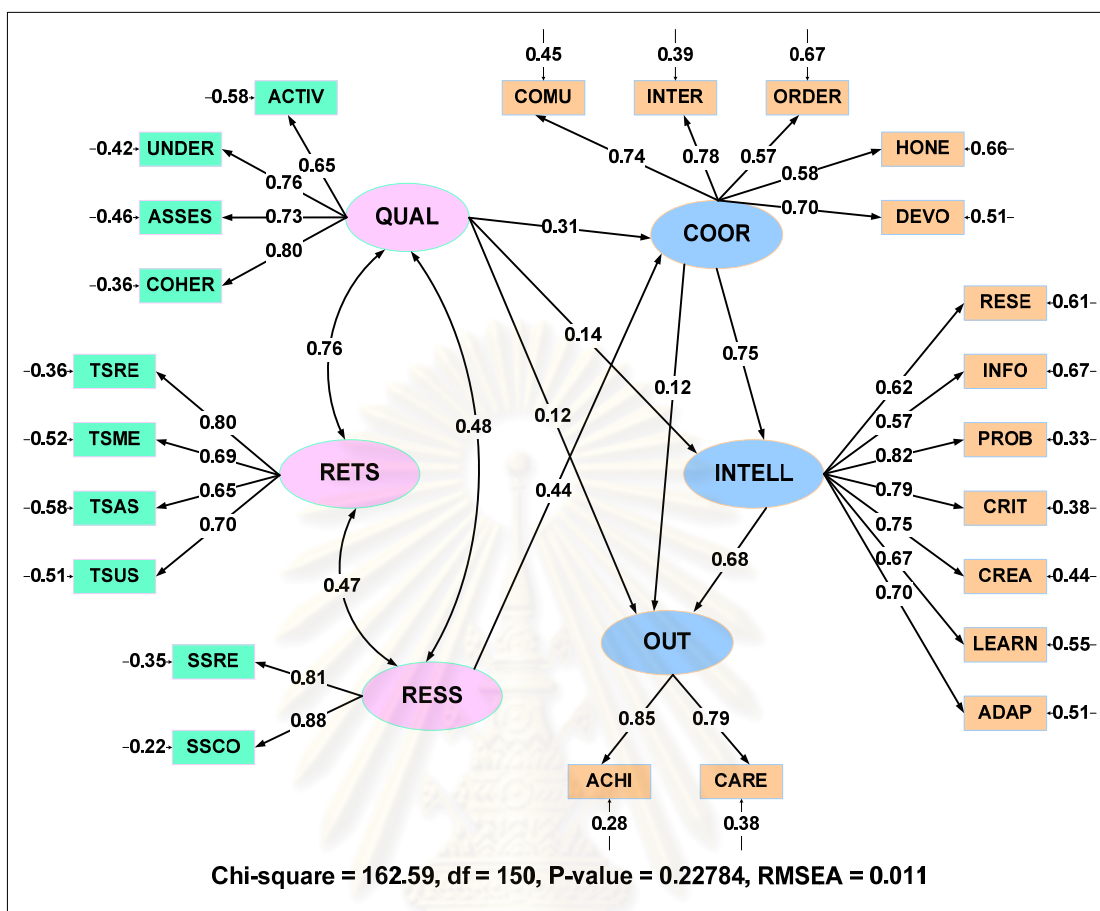 0.45
0.39
0.67
0.58
ACTIV
COMU
INTER
ORDER
0.42
UNDER
HONE
0.66
0.65
0.76
0.74
0.78
0.57
0.58
0.46
ASSES
0.73
QUAL
0.70
DEVO
0.51
0.31
COOR
0.80
0.36
COHER
RESE
0.61
0.14
0.75
0.76
0.62
0.36
TSRE
INFO
0.67
0.12
0.12
0.57
0.80
0.48
0.52
TSME
0.82
PROB
0.33
0.69
RETS
INTELL
0.65
0.44
0.79
0.58
TSAS
CRIT
0.38
0.70
0.75
0.51
TSUS
0.47
0.68
0.67
CREA
0.44
0.70
OUT
LEARN
0.55
0.35
SSRE
0.81
RESS
0.88
0.85
0.79
ADAP
0.51
0.22
SSCO
ACHI
CARE
0.28
0.38
Chi-square = 162.59, df = 150, P-value = 0.22784, RMSEA = 0.011